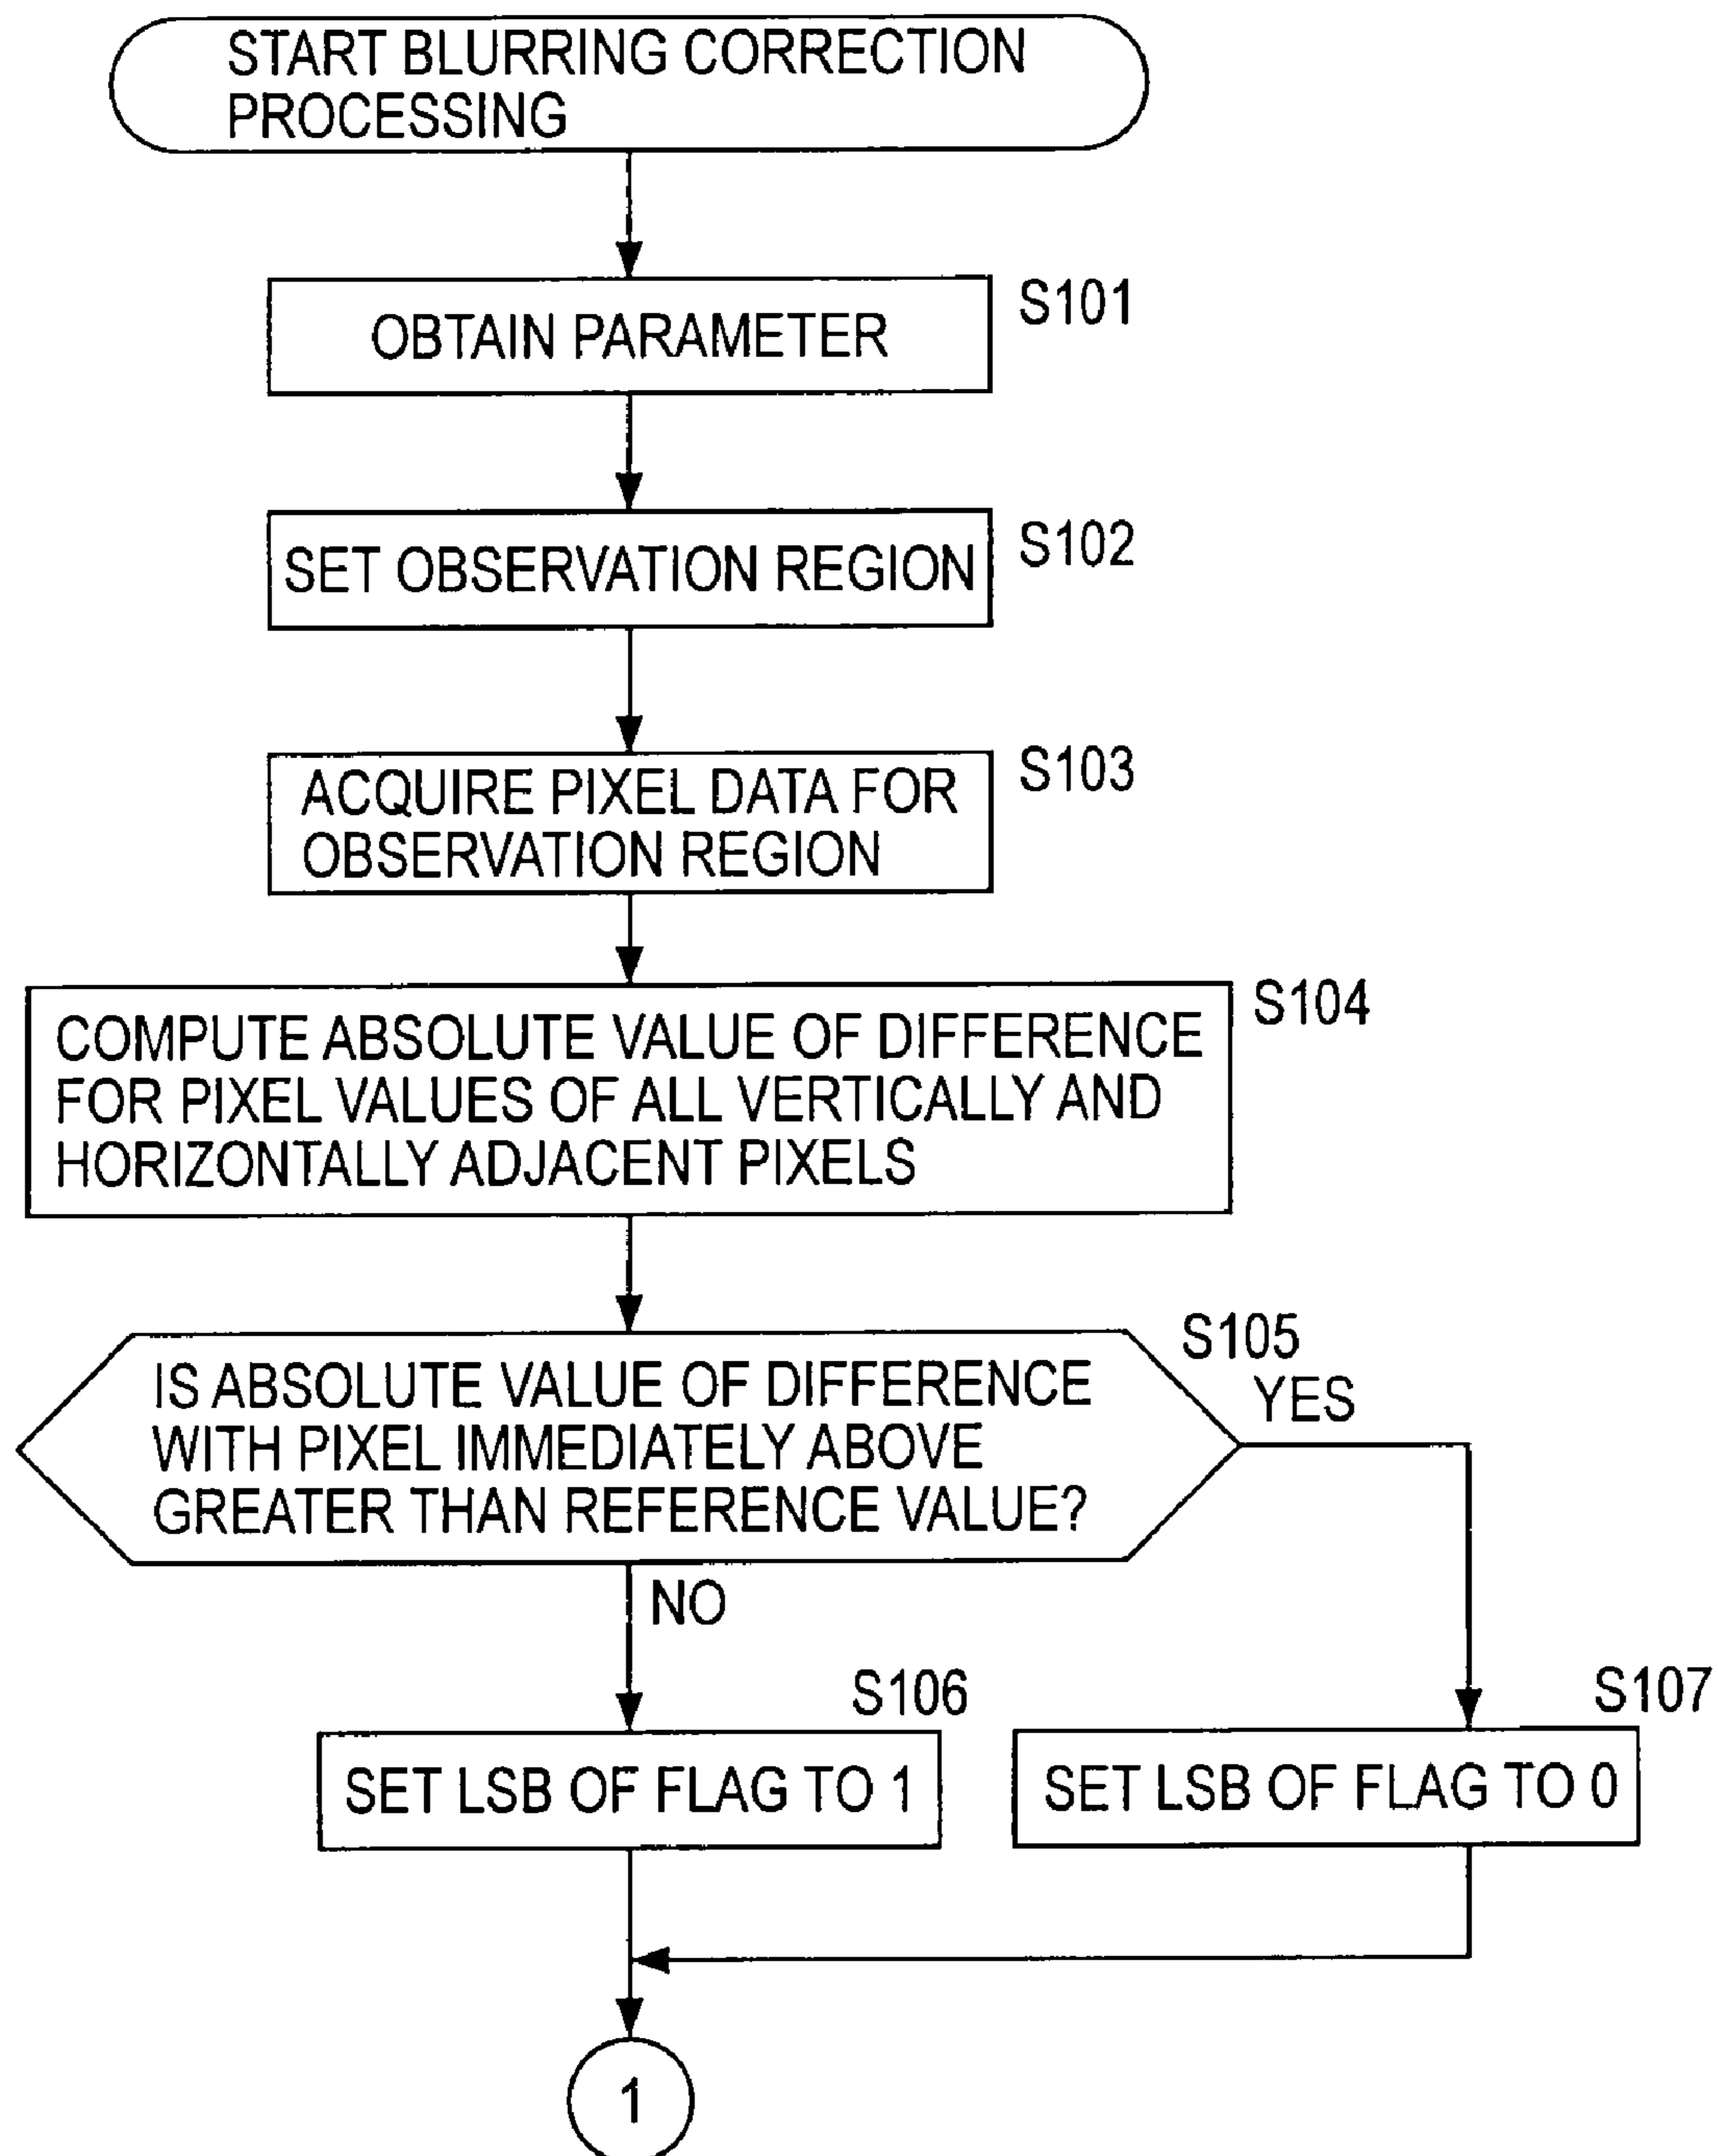 START BLURRING CORRECTION
PROCESSING
OBTAIN PARAMETER
S101
SET OBSERVATION REGION
S102
ACQUIRE PIXEL DATA FOR
OBSERVATION REGION
S103
COMPUTE ABSOLUTE VALUE OF DIFFERENCE
FOR PIXEL VALUES OF ALL VERTICALLY AND
HORIZONTALLY ADJACENT PIXELS
S104
IS ABSOLUTE VALUE OF DIFFERENCE
WITH PIXEL IMMEDIATELY ABOVE
GREATER THAN REFERENCE VALUE?
S105
YES
NO
S106
SET LSB OF FLAG TO 1
S107
SET LSB OF FLAG TO 0
1